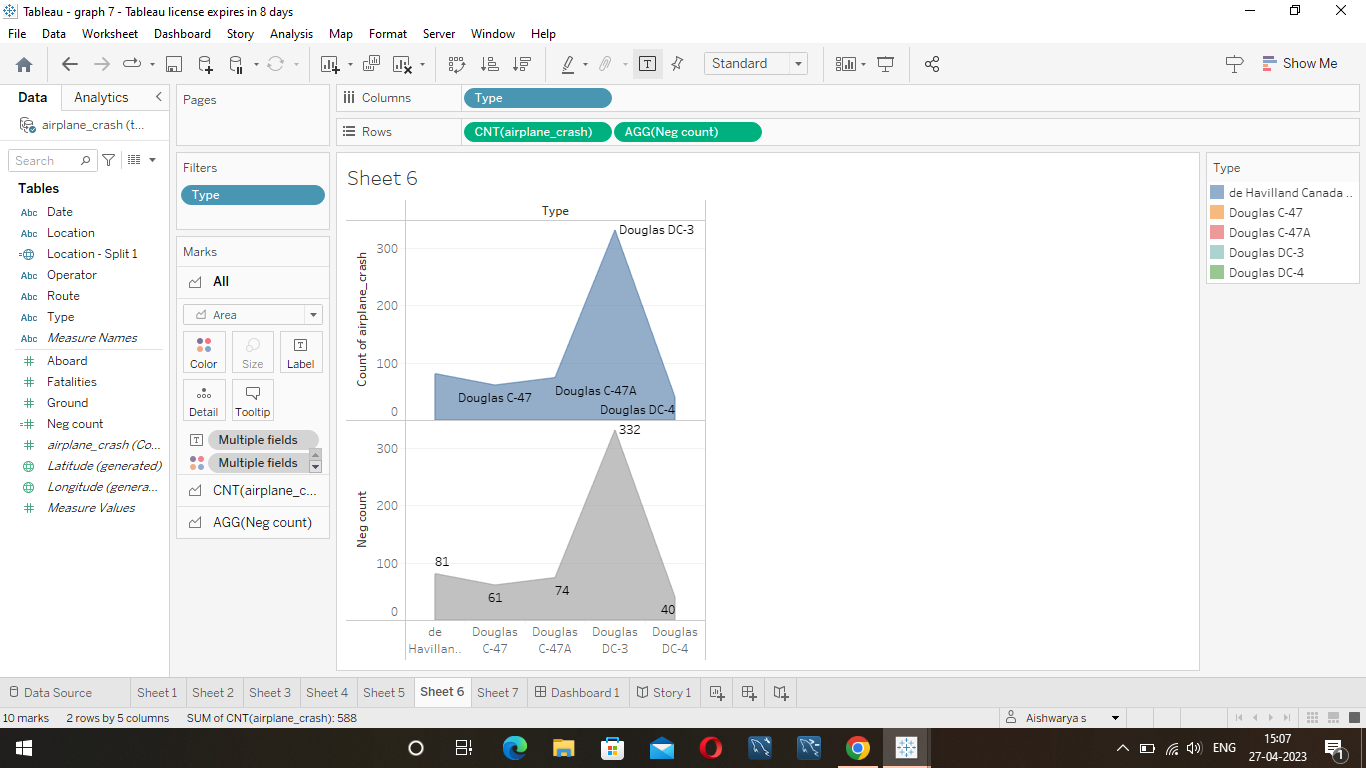 Tableau - graph 7 - Tableau license expires in 8 days
File Data Worksheet Dashboard Story Analysis Map Format Server Window Help
Standard
Show Me
Data Analytics
airplane_crash (t...
Search
Tables
Abc Date
Abc Location
Location - Split 1
Abc Operator
Abc Route
Abc Type
Abc Measure Names
Aboard
Fatalities
Ground
Neg count
airplane_crash (Co...
Latitude (generated)
Longitude (genera...
Measure Values
Pages
Filters
Type
Marks
All
Area
Color Size Label
Detail Tooltip
Multiple fields
Multiple fields
CNT(airplane_c...
AGG(Neg count)
Columns Type
Rows CNT(airplane_crash) AGG(Neg count)
Sheet 6
Type
Count of airplane_crash
300
200
100
0
Douglas DC-3
Douglas C-47
Douglas C-47A
Douglas DC-4
Neg count
300
200
100
0
332
81
61
74
40
de Havillan..
Douglas C-47
Douglas C-47A
Douglas DC-3
Douglas DC-4
Type
de Havilland Canada ..
Douglas C-47
Douglas C-47A
Douglas DC-3
Douglas DC-4
Data Source Sheet 1 Sheet 2 Sheet 3 Sheet 4 Sheet 5 Sheet 6 Sheet 7 Dashboard 1 Story 1
10 marks 2 rows by 5 columns SUM of CNT(airplane_crash): 588
Aishwarya s
ENG
15:07
27-04-2023
1